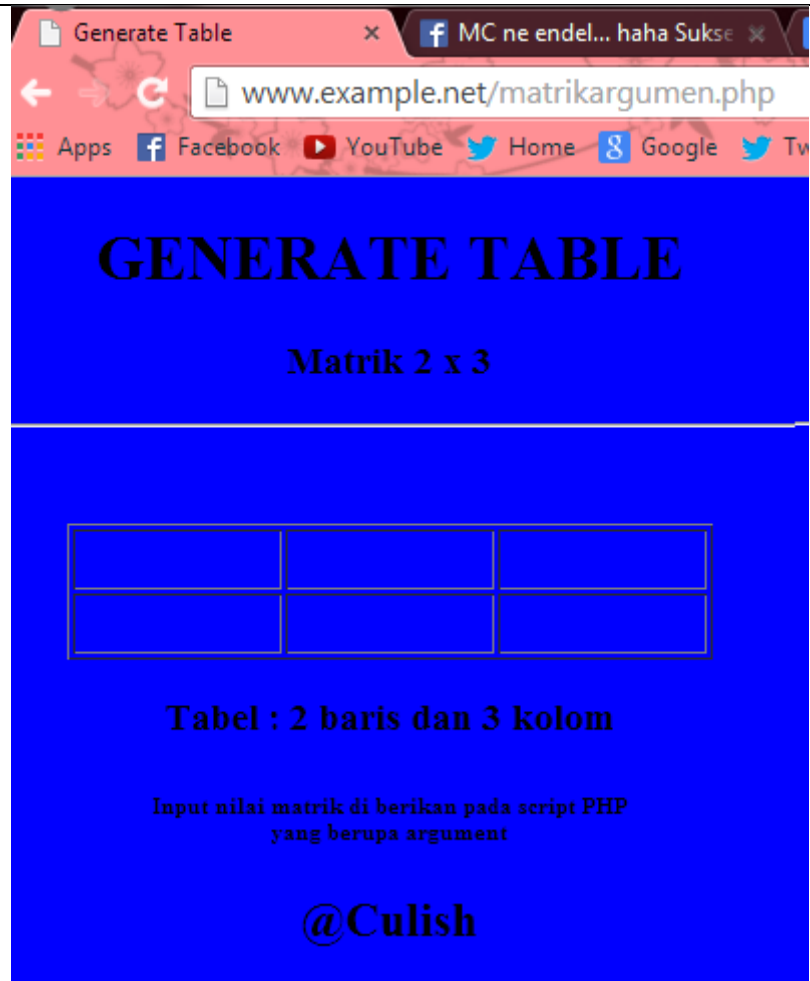 Generate Table
MC ne endel... haha Sukse
www.example.net/matrikargumen.php
Apps Facebook YouTube Home Google Tw
GENERATE TABLE
Matrik 2 x 3
Tabel : 2 baris dan 3 kolom
Input nilai matrik di berikan pada script PHP
yang berupa argument
@Culish